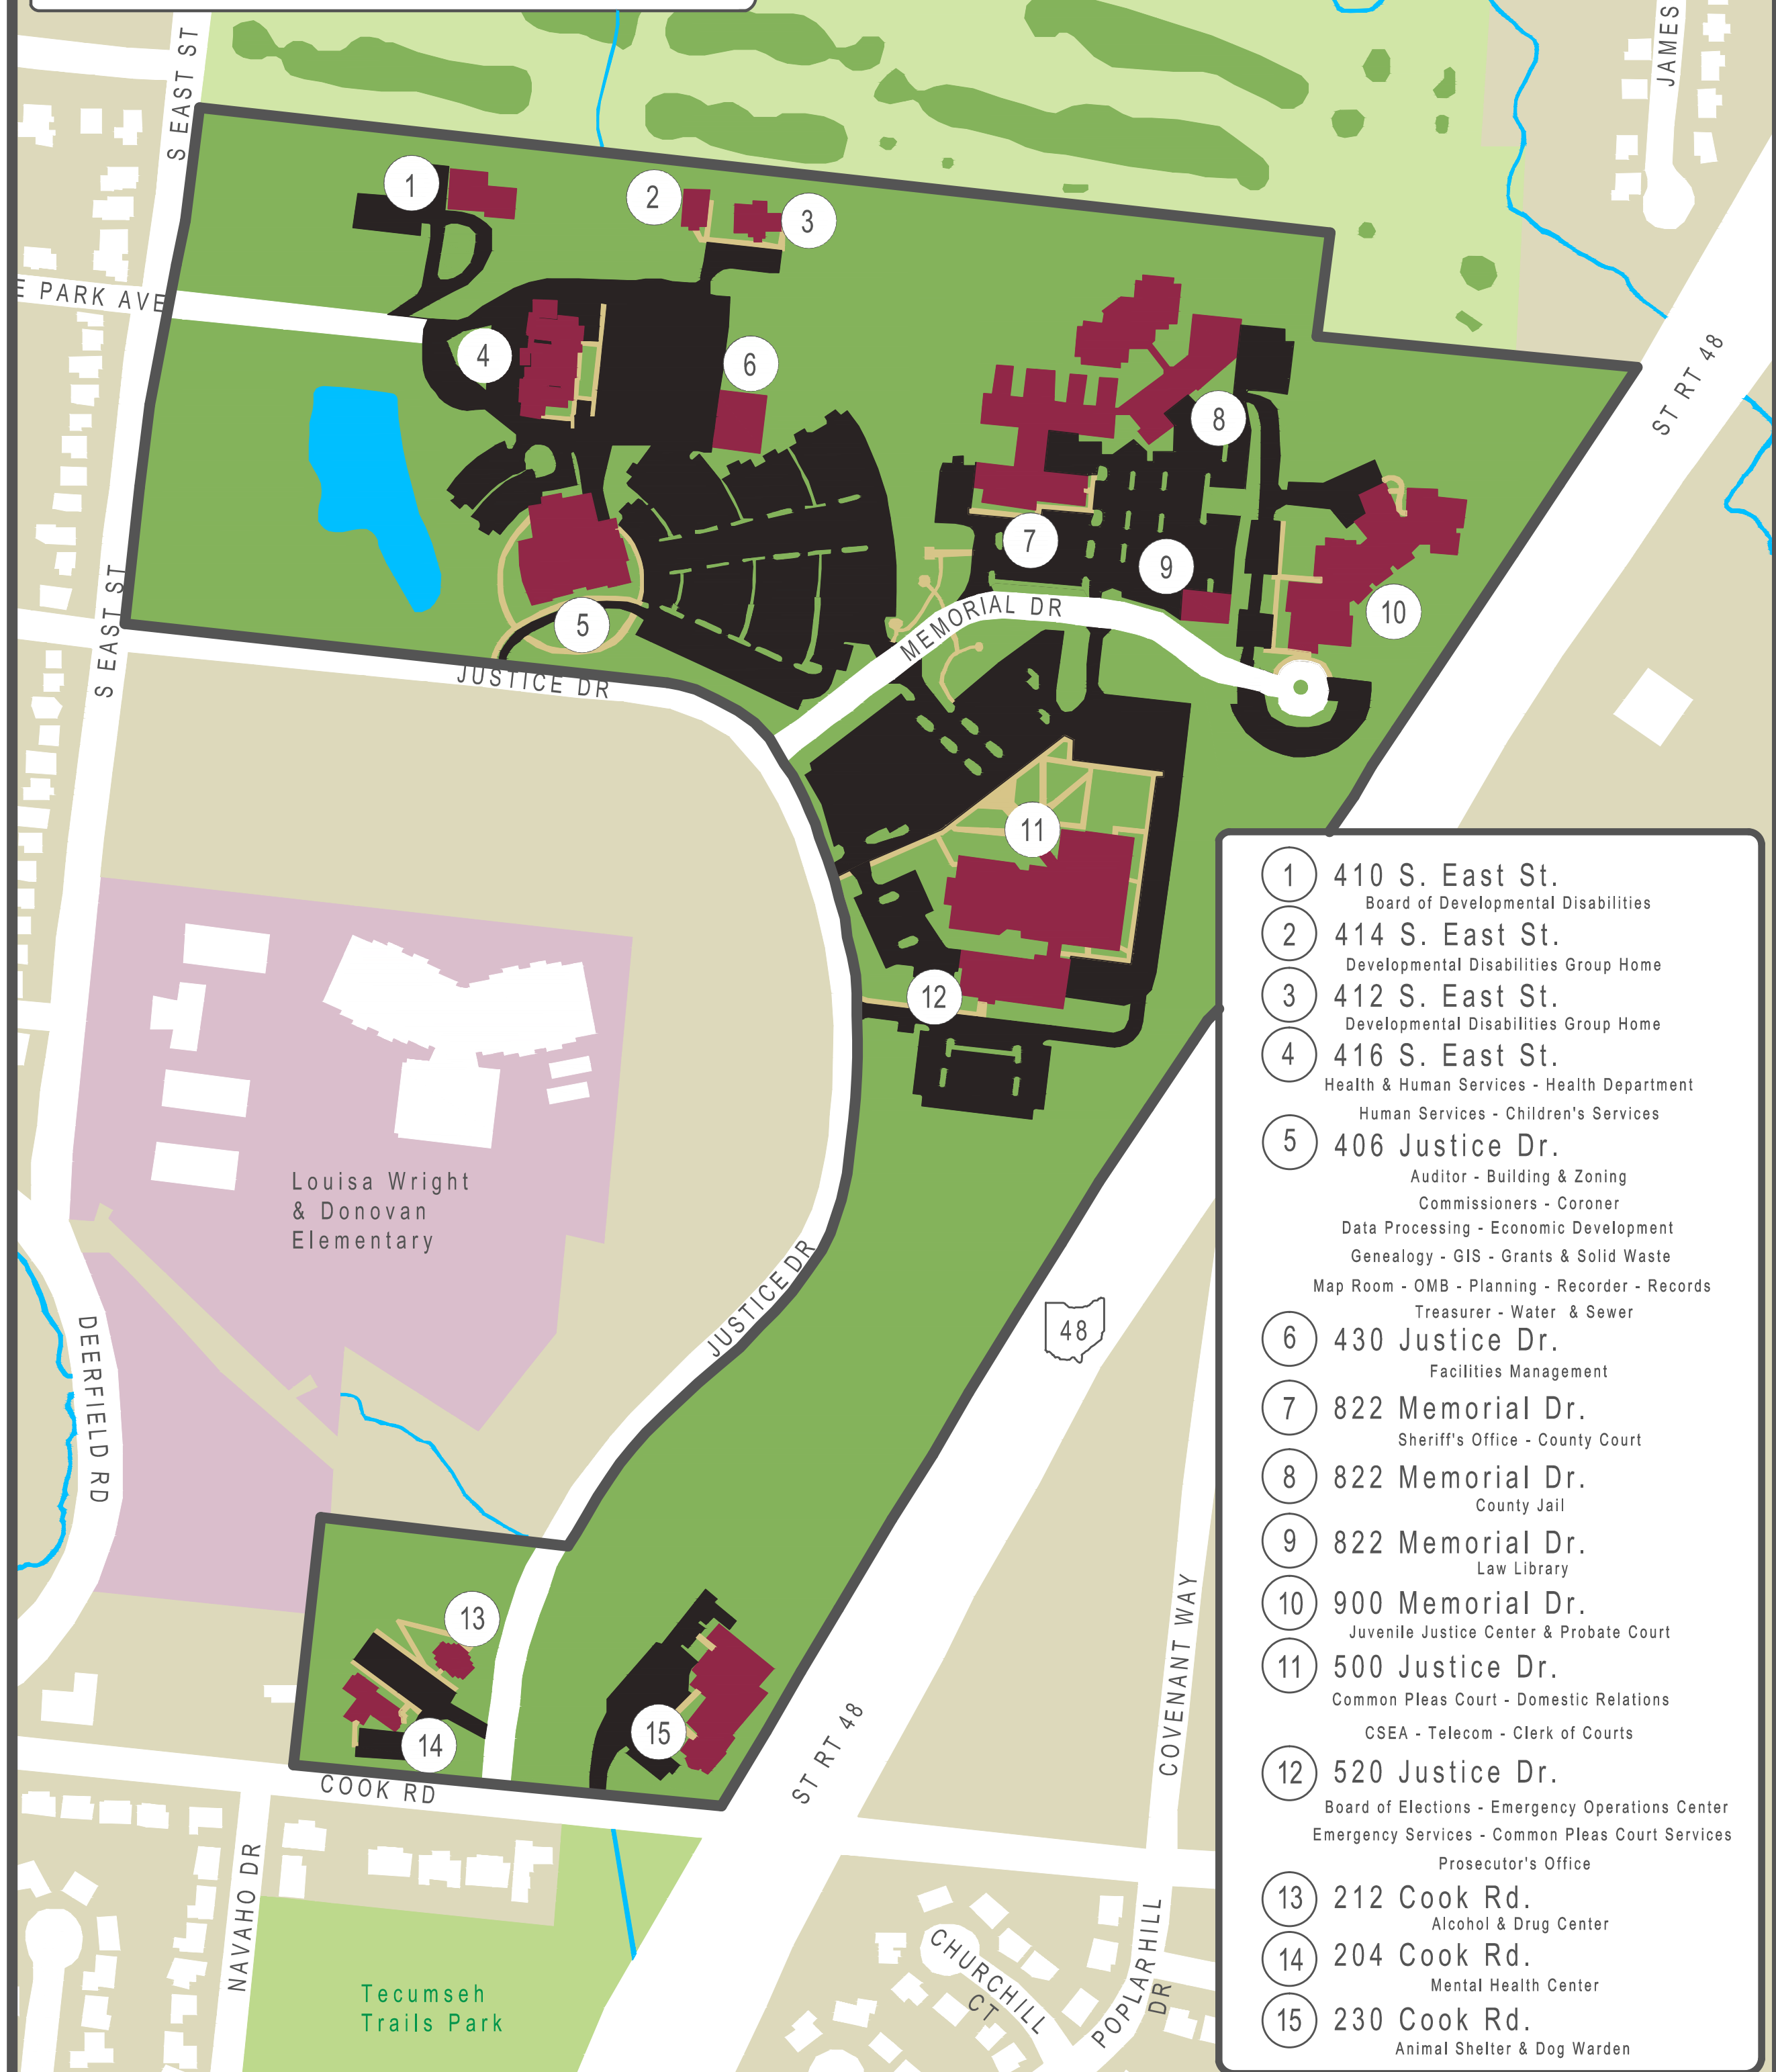 S EAST ST
JAMES
1
2
3
E PARK AVE
4
6
8
ST RT 48
7
9
S EAST ST
5
10
MEMORIAL DR
JUSTICE DR
11
12
Louisa Wright
& Donovan
Elementary
JUSTICE DR
48
DEERFIELD RD
13
14
15
COOK RD
ST RT 48
COVENANT WAY
NAVAHO DR
Tecumseh
Trails Park
CHURCHILL
CT
POPLARHILL
DR
1 410 S. East St.
Board of Developmental Disabilities
2 414 S. East St.
Developmental Disabilities Group Home
3 412 S. East St.
Developmental Disabilities Group Home
4 416 S. East St.
Health & Human Services - Health Department
Human Services - Children's Services
5 406 Justice Dr.
Auditor - Building & Zoning
Commissioners - Coroner
Data Processing - Economic Development
Genealogy - GIS - Grants & Solid Waste
Map Room - OMB - Planning - Recorder - Records
Treasurer - Water & Sewer
6 430 Justice Dr.
Facilities Management
7 822 Memorial Dr.
Sheriff's Office - County Court
8 822 Memorial Dr.
County Jail
9 822 Memorial Dr.
Law Library
10 900 Memorial Dr.
Juvenile Justice Center & Probate Court
11 500 Justice Dr.
Common Pleas Court - Domestic Relations
CSEA - Telecom - Clerk of Courts
12 520 Justice Dr.
Board of Elections - Emergency Operations Center
Emergency Services - Common Pleas Court Services
Prosecutor's Office
13 212 Cook Rd.
Alcohol & Drug Center
14 204 Cook Rd.
Mental Health Center
15 230 Cook Rd.
Animal Shelter & Dog Warden